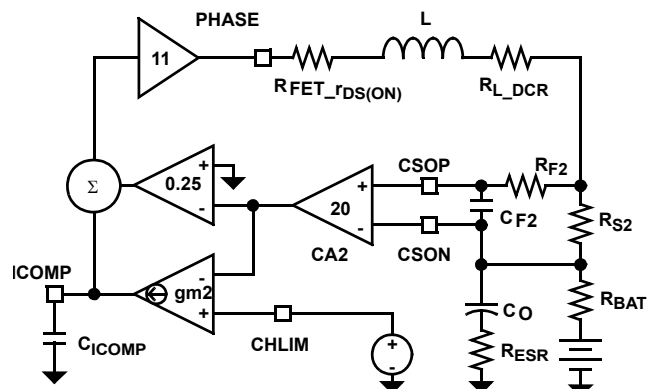 PHASE
L
11
RFET_rDS(ON)
RL_DCR
Σ
0.25
+
-
CSOP
RF2
+
20
-
CF2
RS2
CA2
CSON
ICOMP
gm2
-
+
CO
RBAT
CICOMP
CHLIM
+
-
RESR